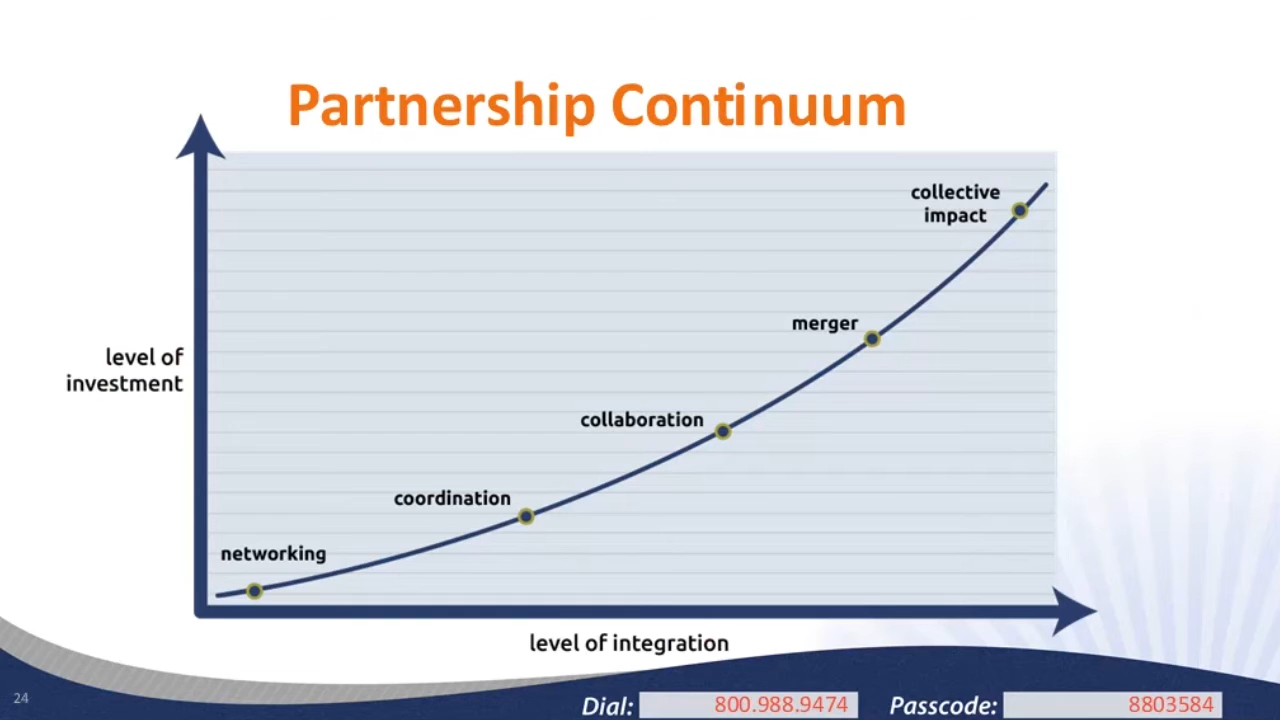 Partnership Continuum
collective
impact
merger
level of
investment
collaboration
coordination
networking
level of integration
24
Dial: 800.988.9474 Passcode: 8803584